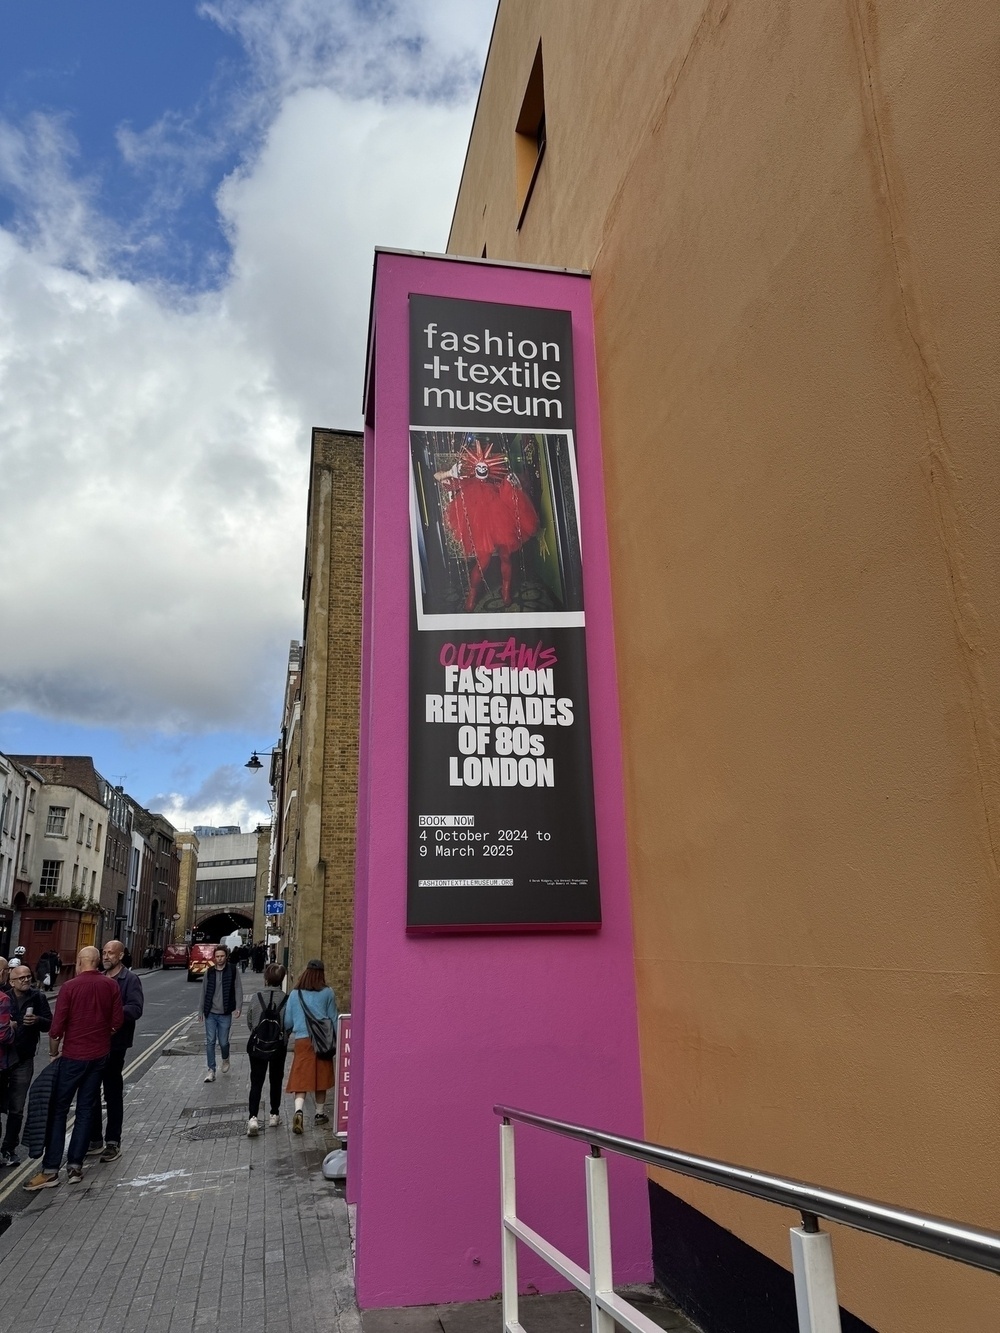 fashion
+textile
museum
OUTLAWS
FASHION
RENEGADES
OF 80s
LONDON
BOOK NOW
4 October 2024 to
9 March 2025
FASHIONTEXTILEMUSEUM.ORG